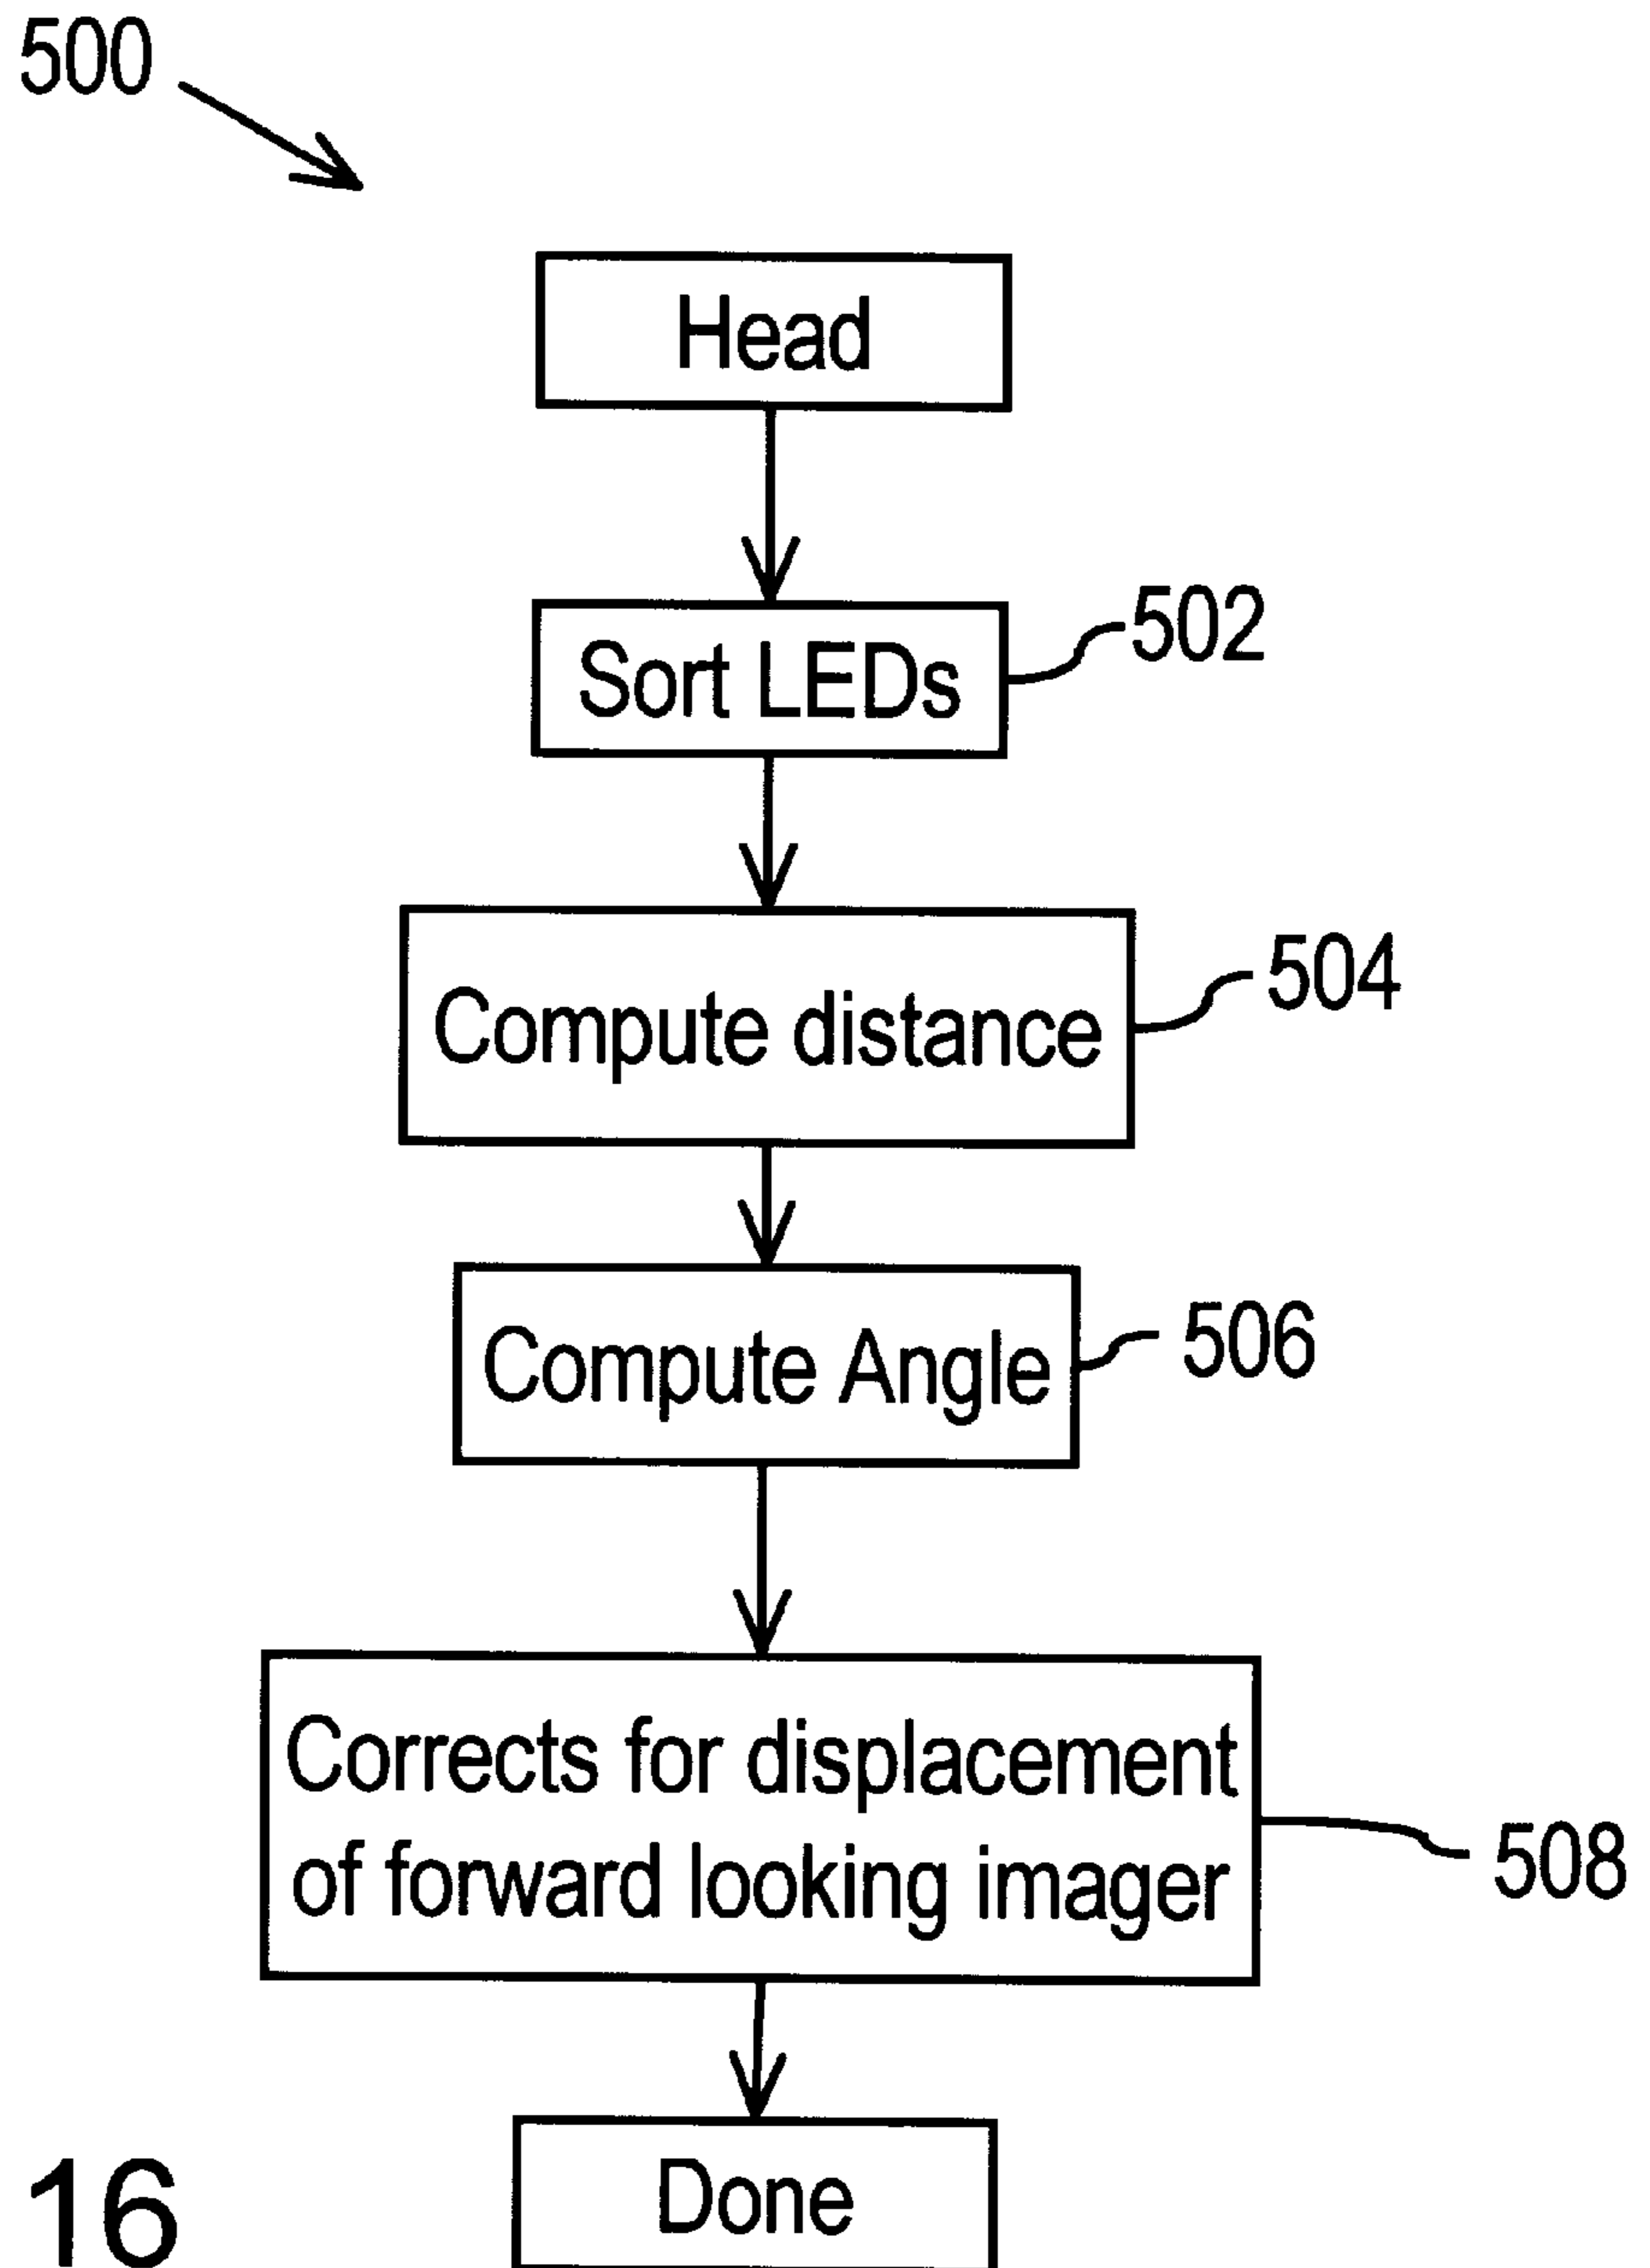 500
Head
Sort LEDs
502
Compute distance
504
Compute Angle
506
Corrects for displacement
of forward looking imager
508
Done
16